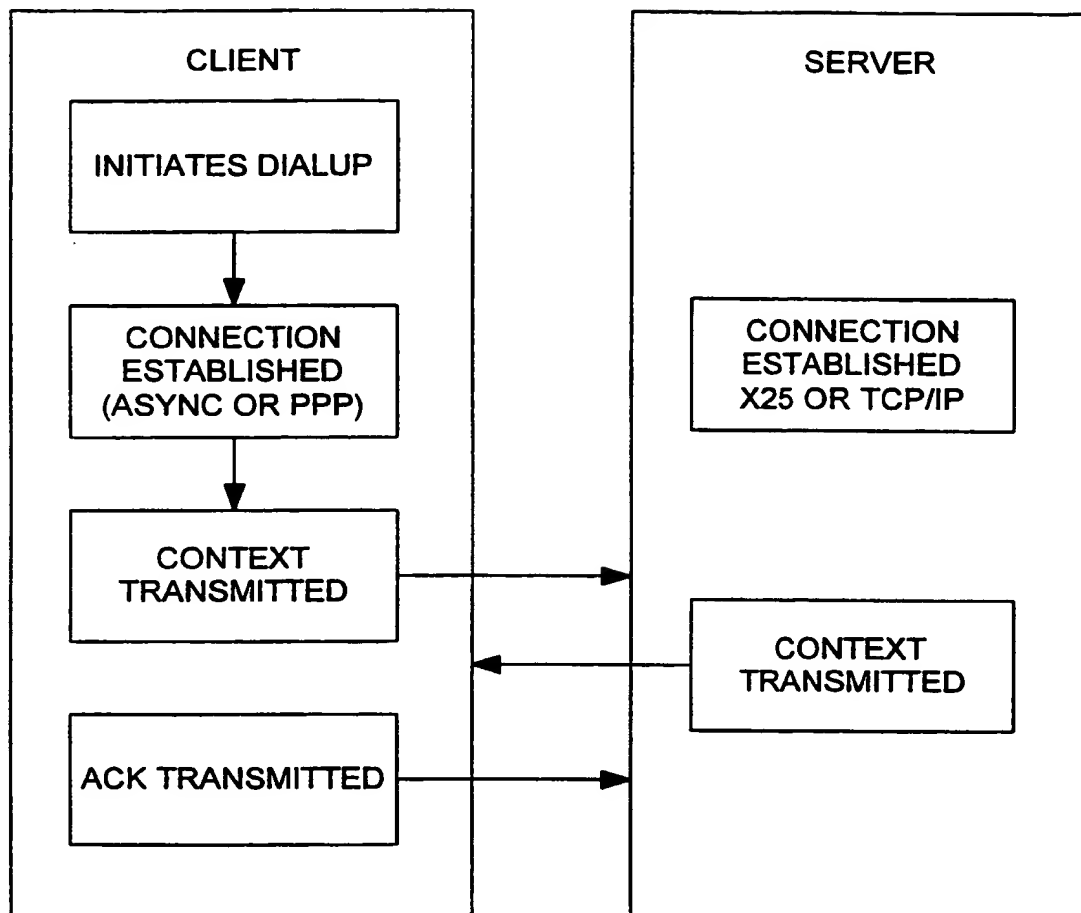 CLIENT
INITIATES DIALUP
CONNECTION
ESTABLISHED
(ASYNC OR PPP)
CONTEXT
TRANSMITTED
ACK TRANSMITTED
SERVER
CONNECTION
ESTABLISHED
X25 OR TCP/IP
CONTEXT
TRANSMITTED